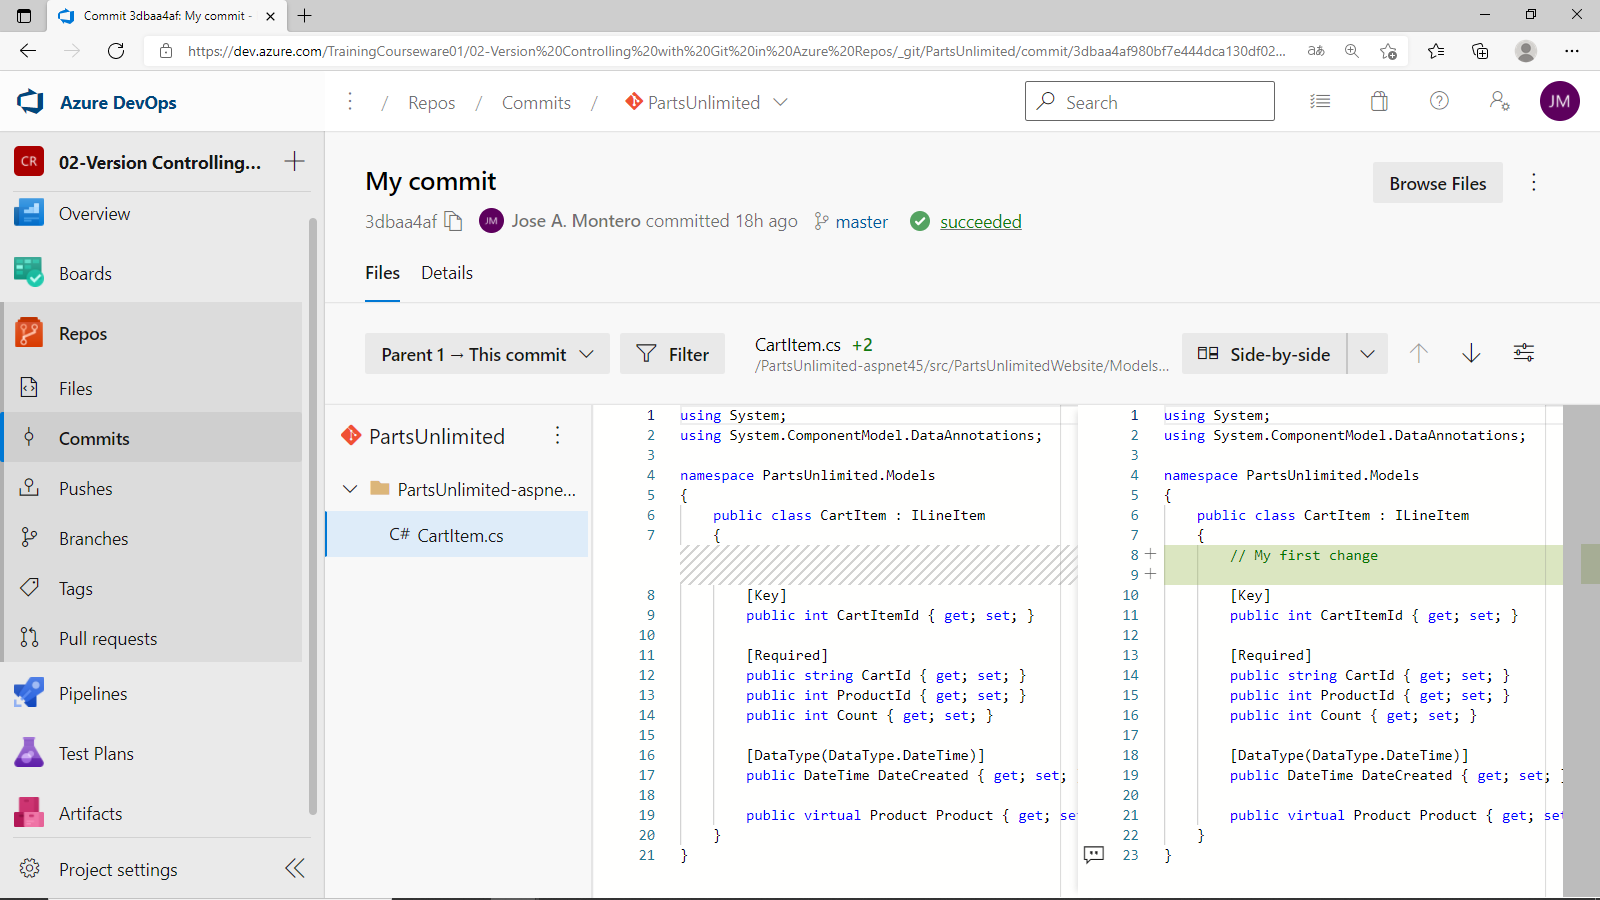 Commit 3dbaa4af: My commit -
https://dev.azure.com/TrainingCourseware01/02-Version%20Controlling%20with%20Git%20in%20Azure%20Repos/_git/PartsUnlimited/commit/3dbaa4af980bf7e444dca130df02...
aあ
Azure DevOps
/ Repos / Commits / PartsUnlimited
Search
JM
CR 02-Version Controlling... +
Overview
Boards
Repos
Files
Commits
Pushes
Branches
Tags
Pull requests
Pipelines
Test Plans
Artifacts
Project settings
My commit
Browse Files
3dbaa4af JM Jose A. Montero committed 18h ago master succeeded
Files Details
Parent 1 → This commit
Filter
CartItem.cs +2
/PartsUnlimited-aspnet45/src/PartsUnlimitedWebsite/Models...
Side-by-side
PartsUnlimited
PartsUnlimited-aspne...
C# CartItem.cs
1 using System;
2 using System.ComponentModel.DataAnnotations;
3
4 namespace PartsUnlimited.Models
5 {
6 public class CartItem : ILineItem
7 {
8 [Key]
9 public int CartItemId { get; set; }
10
11 [Required]
12 public string CartId { get; set; }
13 public int ProductId { get; set; }
14 public int Count { get; set; }
15
16 [DataType(DataType.DateTime)]
17 public DateTime DateCreated { get; set;
18
19 public virtual Product Product { get; se
20 }
21 }
1 using System;
2 using System.ComponentModel.DataAnnotations;
3
4 namespace PartsUnlimited.Models
5 {
6 public class CartItem : ILineItem
7 {
8 + // My first change
9 +
10 [Key]
11 public int CartItemId { get; set; }
12
13 [Required]
14 public string CartId { get; set; }
15 public int ProductId { get; set; }
16 public int Count { get; set; }
17
18 [DataType(DataType.DateTime)]
19 public DateTime DateCreated { get; set; }
20
21 public virtual Product Product { get; set
22 }
23 }